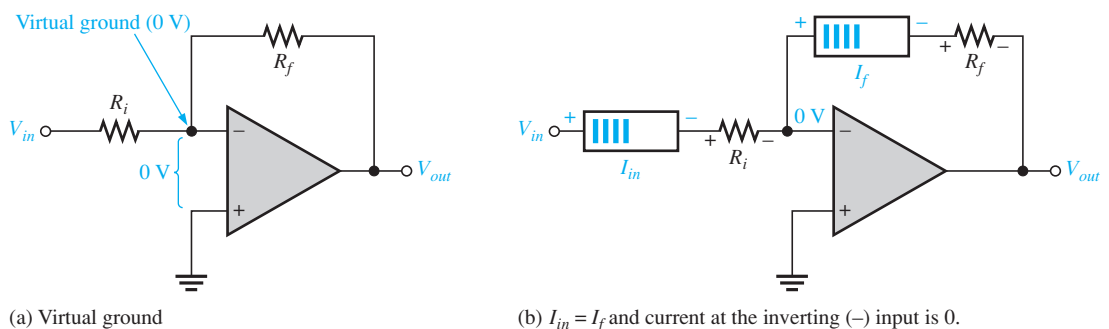 Virtual ground (0 V)
R_f
R_i
V_in
−
0 V
+
V_out
(a) Virtual ground
+ −
I_f
+ −
R_f
+ −
V_in
I_in
+ −
R_i
0 V
−
+
V_out
(b) I_in = I_f and current at the inverting (–) input is 0.